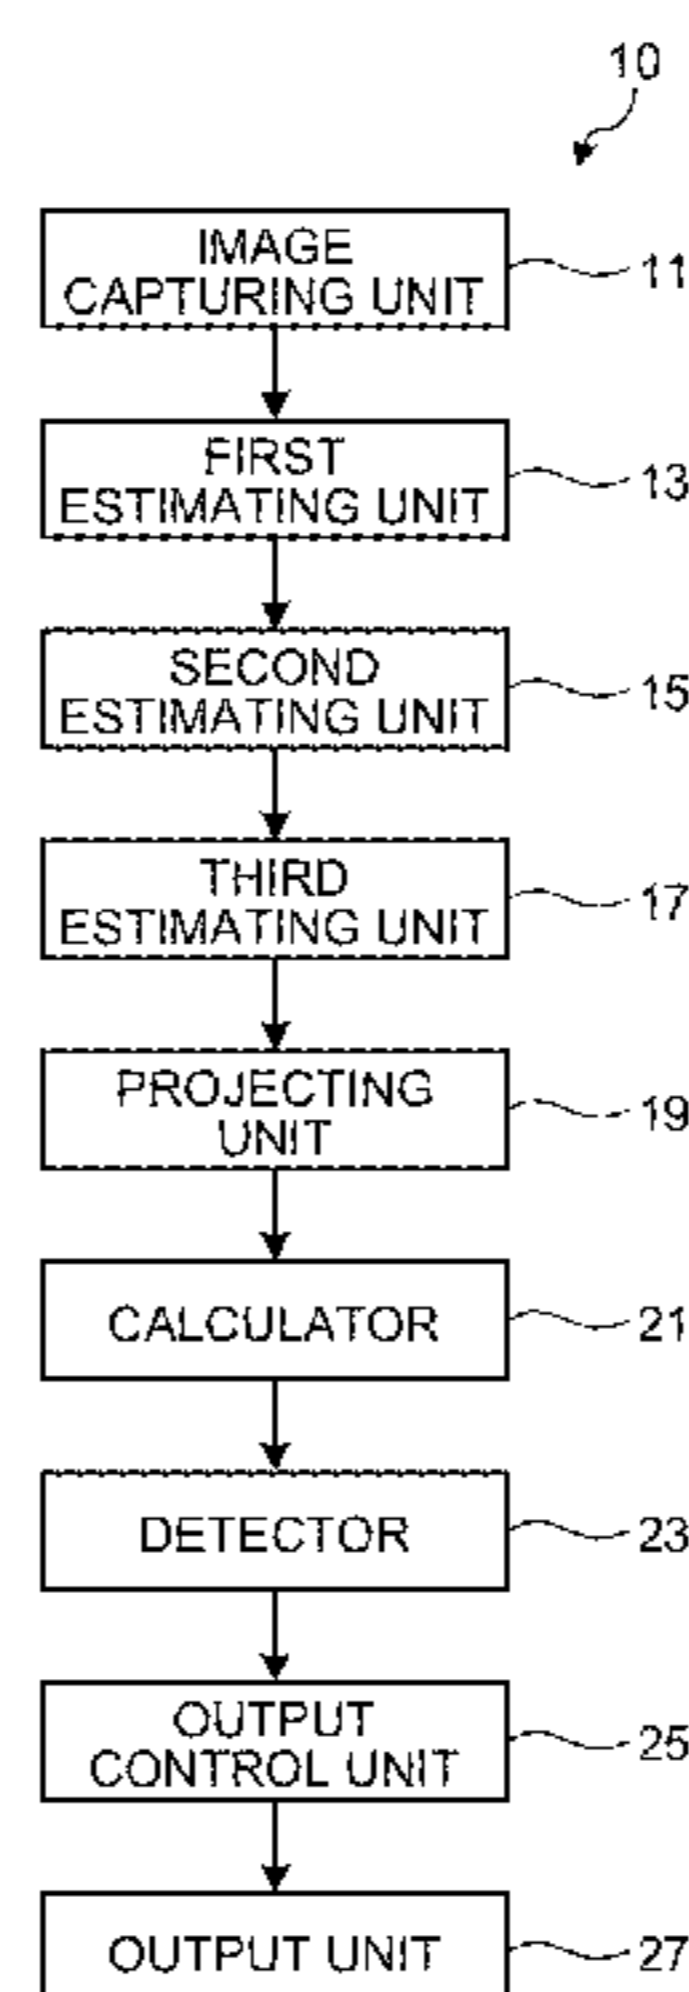 10
IMAGE
CAPTURING UNIT
11
FIRST
ESTIMATING UNIT
13
SECOND
ESTIMATING UNIT
15
THIRD
ESTIMATING UNIT
17
PROJECTING
UNIT
19
CALCULATOR
21
DETECTOR
23
OUTPUT
CONTROL UNIT
25
OUTPUT UNIT
27